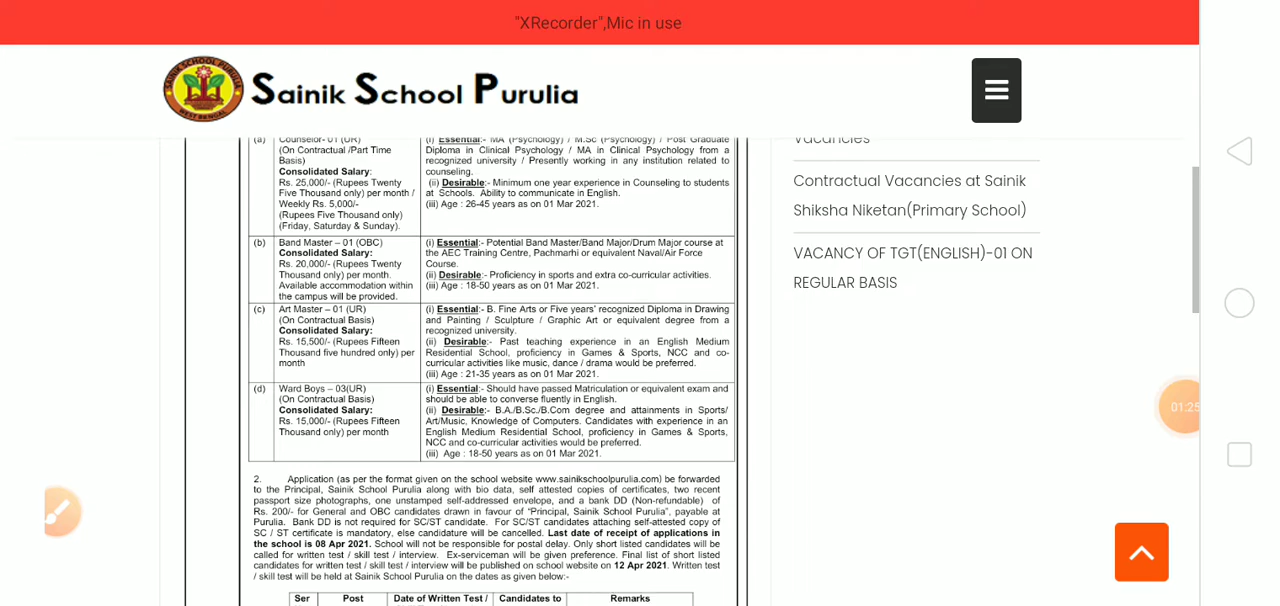 "XRecorder",Mic in use
Sainik School Purulia
(a) Counselor- 01 (UR)
(On Contractual /Part Time
Basis)
Consolidated Salary:
Rs. 25,000/- (Rupees Twenty
Five Thousand only) per month /
Weekly Rs. 5,000/-
(Rupees Five Thousand only)
(Friday, Saturday & Sunday).
(i) Essential:- MA (Psychology) / M.Sc (Psychology) / Post Graduate
Diploma in Clinical Psychology / MA in Clinical Psychology from a
recognized university / Presently working in any institution related to
counseling.
(ii) Desirable:- Minimum one year experience in Counseling to students
at Schools. Ability to communicate in English.
(iii) Age : 26-45 years as on 01 Mar 2021.
(b) Band Master – 01 (OBC)
Consolidated Salary:
Rs. 20,000/- (Rupees Twenty
Thousand only) per month.
Available accommodation within
the campus will be provided.
(i) Essential:- Potential Band Master/Band Major/Drum Major course at
the AEC Training Centre, Pachmarhi or equivalent Naval/Air Force
Course.
(ii) Desirable:- Proficiency in sports and extra co-curricular activities.
(iii) Age : 18-50 years as on 01 Mar 2021.
(c) Art Master – 01 (UR)
(On Contractual Basis)
Consolidated Salary:
Rs. 15,500/- (Rupees Fifteen
Thousand five hundred only) per
month
(i) Essential:- B. Fine Arts or Five years' recognized Diploma in Drawing
and Painting / Sculpture / Graphic Art or equivalent degree from a
recognized university.
(ii) Desirable:- Past teaching experience in an English Medium
Residential School, proficiency in Games & Sports, NCC and co-
curricular activities like music, dance / drama would be preferred.
(iii) Age : 21-35 years as on 01 Mar 2021.
(d) Ward Boys – 03(UR)
(On Contractual Basis)
Consolidated Salary:
Rs. 15,000/- (Rupees Fifteen
Thousand only) per month
(i) Essential:- Should have passed Matriculation or equivalent exam and
should be able to converse fluently in English.
(ii) Desirable:- B.A./B.Sc./B.Com degree and attainments in Sports/
Art/Music, Knowledge of Computers. Candidates with experience in an
English Medium Residential School, proficiency in Games & Sports,
NCC and co-curricular activities would be preferred.
(iii) Age : 18-50 years as on 01 Mar 2021.
2. Application (as per the format given on the school website www.sainikschoolpurulia.com) be forwarded
to the Principal, Sainik School Purulia along with bio data, self attested copies of certificates, two recent
passport size photographs, one unstamped self-addressed envelope, and a bank DD (Non-refundable) of
Rs. 200/- for General and OBC candidates drawn in favour of "Principal, Sainik School Purulia", payable at
Purulia. Bank DD is not required for SC/ST candidate. For SC/ST candidates attaching self-attested copy of
SC / ST certificate is mandatory, else candidature will be cancelled. Last date of receipt of applications in
the school is 08 Apr 2021. School will not be responsible for postal delay. Only short listed candidates will be
called for written test / skill test / interview. Ex-serviceman will be given preference. Final list of short listed
candidates for written test / skill test / interview will be published on school website on 12 Apr 2021. Written test
/ skill test will be held at Sainik School Purulia on the dates as given below:-
Ser Post Date of Written Test / Candidates to Remarks
Vacancies
Contractual Vacancies at Sainik
Shiksha Niketan(Primary School)
VACANCY OF TGT(ENGLISH)-01 ON
REGULAR BASIS
01:25